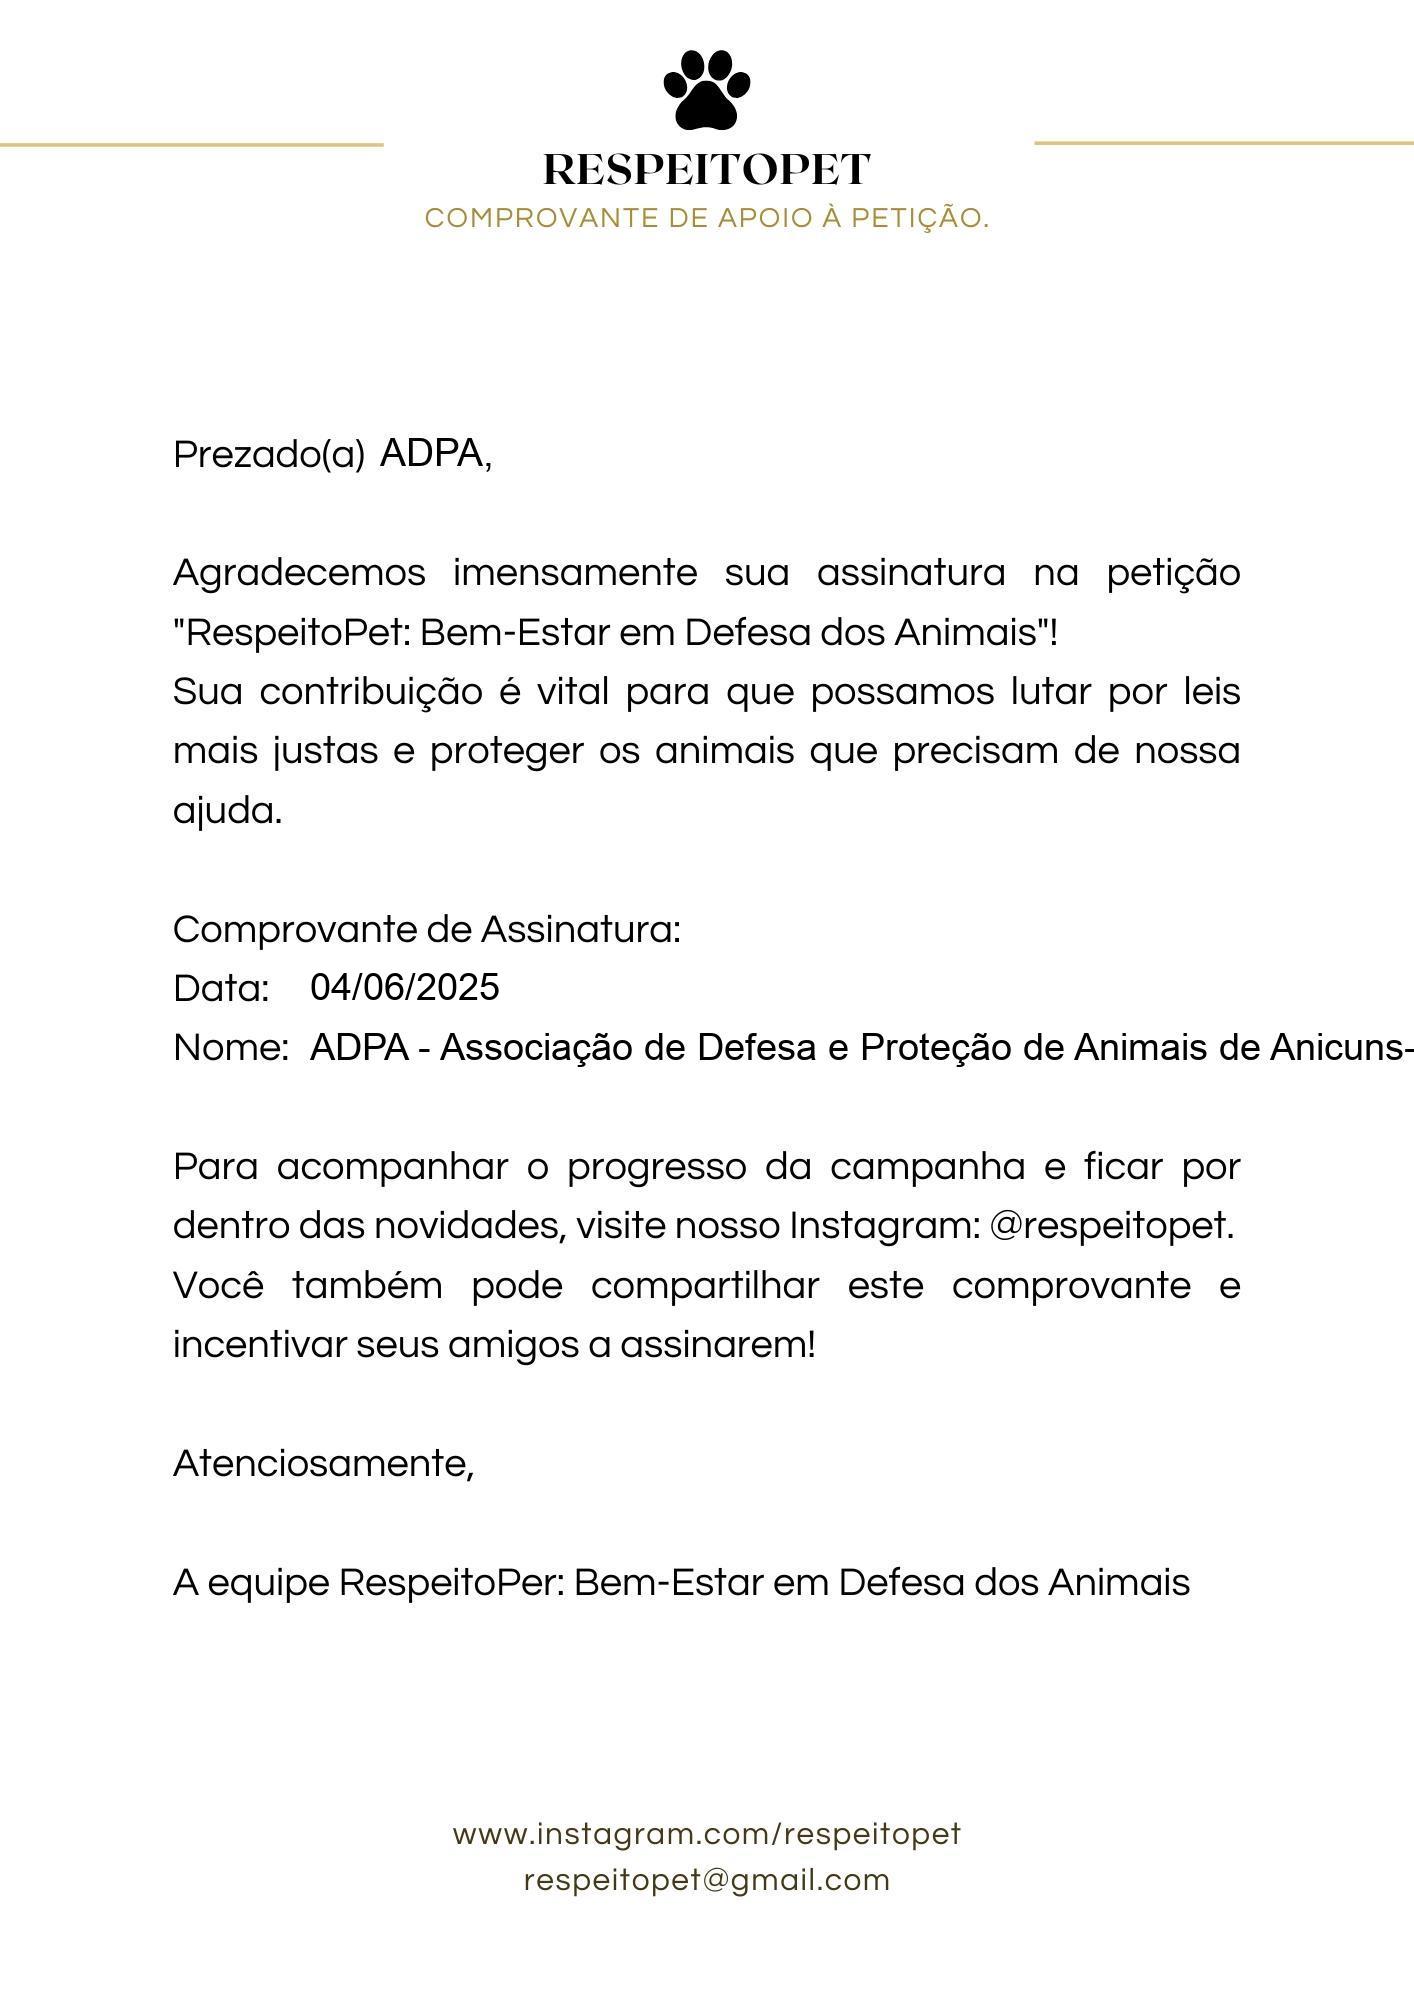 RESPEITOPET
COMPROVANTE DE APOIO À PETIÇÃO.
Prezado(a) ADPA,
Agradecemos imensamente sua assinatura na petição
"RespeitoPet: Bem-Estar em Defesa dos Animais"!
Sua contribuição é vital para que possamos lutar por leis
mais justas e proteger os animais que precisam de nossa
ajuda.
Comprovante de Assinatura:
Data: 04/06/2025
Nome: ADPA - Associação de Defesa e Proteção de Animais de Anicuns-
Para acompanhar o progresso da campanha e ficar por
dentro das novidades, visite nosso Instagram: @respeitopet.
Você também pode compartilhar este comprovante e
incentivar seus amigos a assinarem!
Atenciosamente,
A equipe RespeitoPer: Bem-Estar em Defesa dos Animais
www.instagram.com/respeitopet
respeitopet@gmail.com